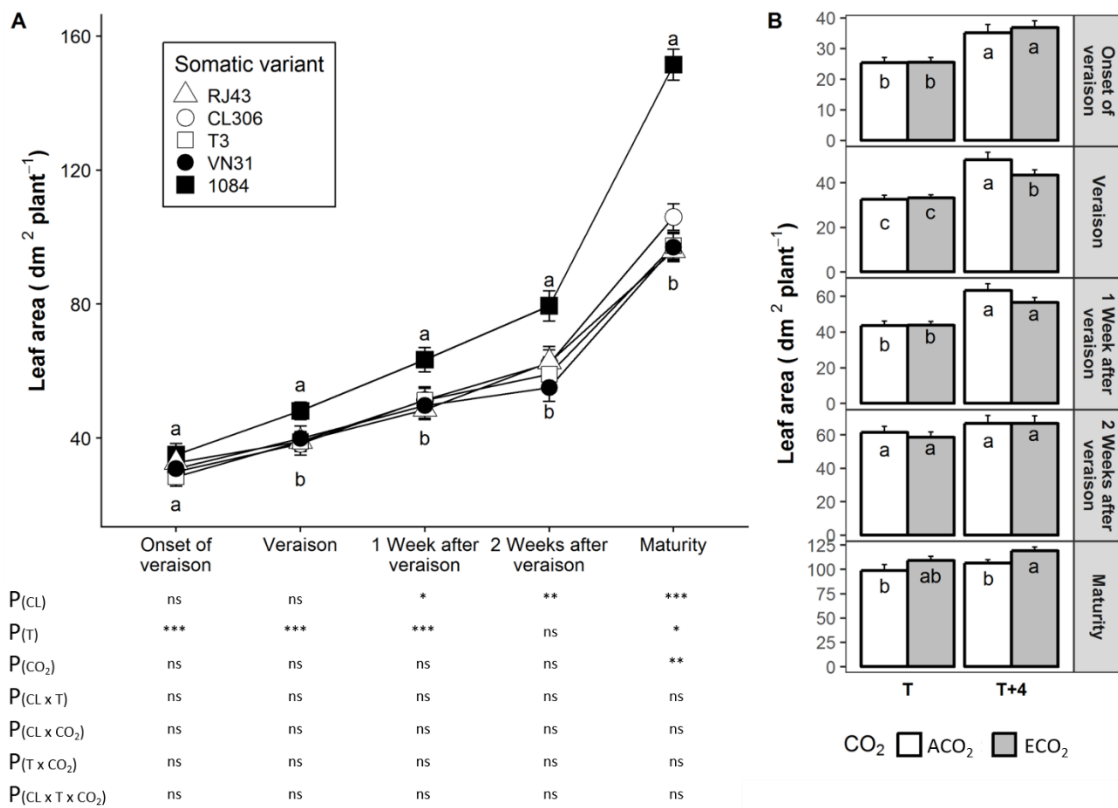 A
Leaf area ( dm 2 plant−1)
160
120
80
40
Somatic variant
RJ43
CL306
T3
VN31
1084
a
a
a
a
a
a
b
b
b
b
Onset of veraison
Veraison
1 Week after veraison
2 Weeks after veraison
Maturity
P(CL) ns ns * ** ***
P(T) *** *** *** ns *
P(CO2) ns ns ns ns **
P(CL x T) ns ns ns ns ns
P(CL x CO2) ns ns ns ns ns
P(T x CO2) ns ns ns ns ns
P(CL x T x CO2) ns ns ns ns ns
B
Leaf area ( dm 2 plant−1)
40
30
20
10
0
b b a a
Onset of veraison
40
20
0
c c a b
Veraison
60
40
20
0
b b a a
1 Week after veraison
60
40
20
0
a a a a
2 Weeks after veraison
125
100
75
50
25
0
b ab b a
Maturity
T T+4
CO2 ACO2 ECO2